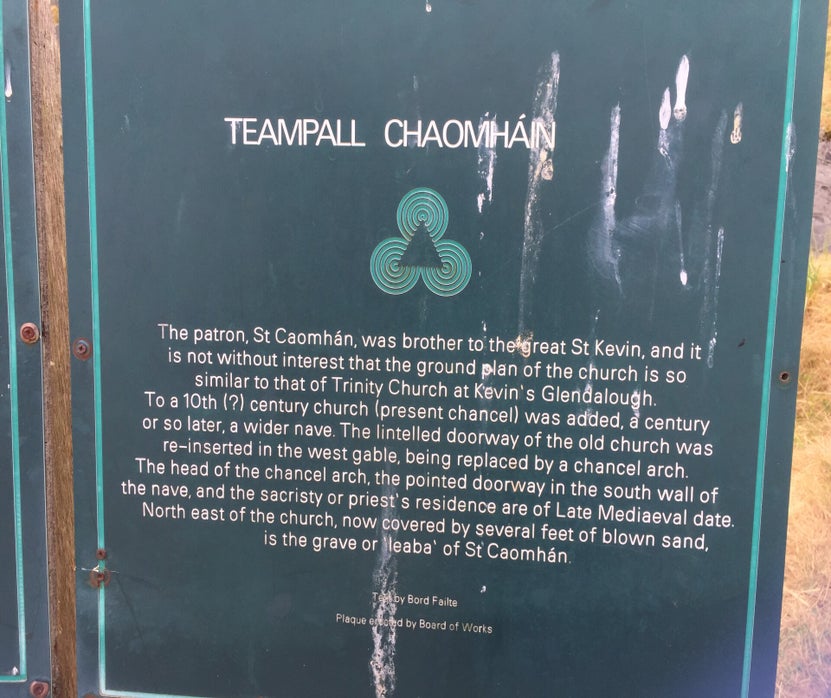 TEAMPALL CHAOMHÁIN
The patron, St Caomhán, was brother to the great St Kevin, and it
is not without interest that the ground plan of the church is so
similar to that of Trinity Church at Kevin's Glendalough.
To a 10th (?) century church (present chancel) was added, a century
or so later, a wider nave. The lintelled doorway of the old church was
re-inserted in the west gable, being replaced by a chancel arch.
The head of the chancel arch, the pointed doorway in the south wall of
the nave, and the sacristy or priest's residence are of Late Mediaeval date.
North east of the church, now covered by several feet of blown sand,
is the grave or 'leaba' of St Caomhán.
Text by Bord Failte
Plaque erected by Board of Works